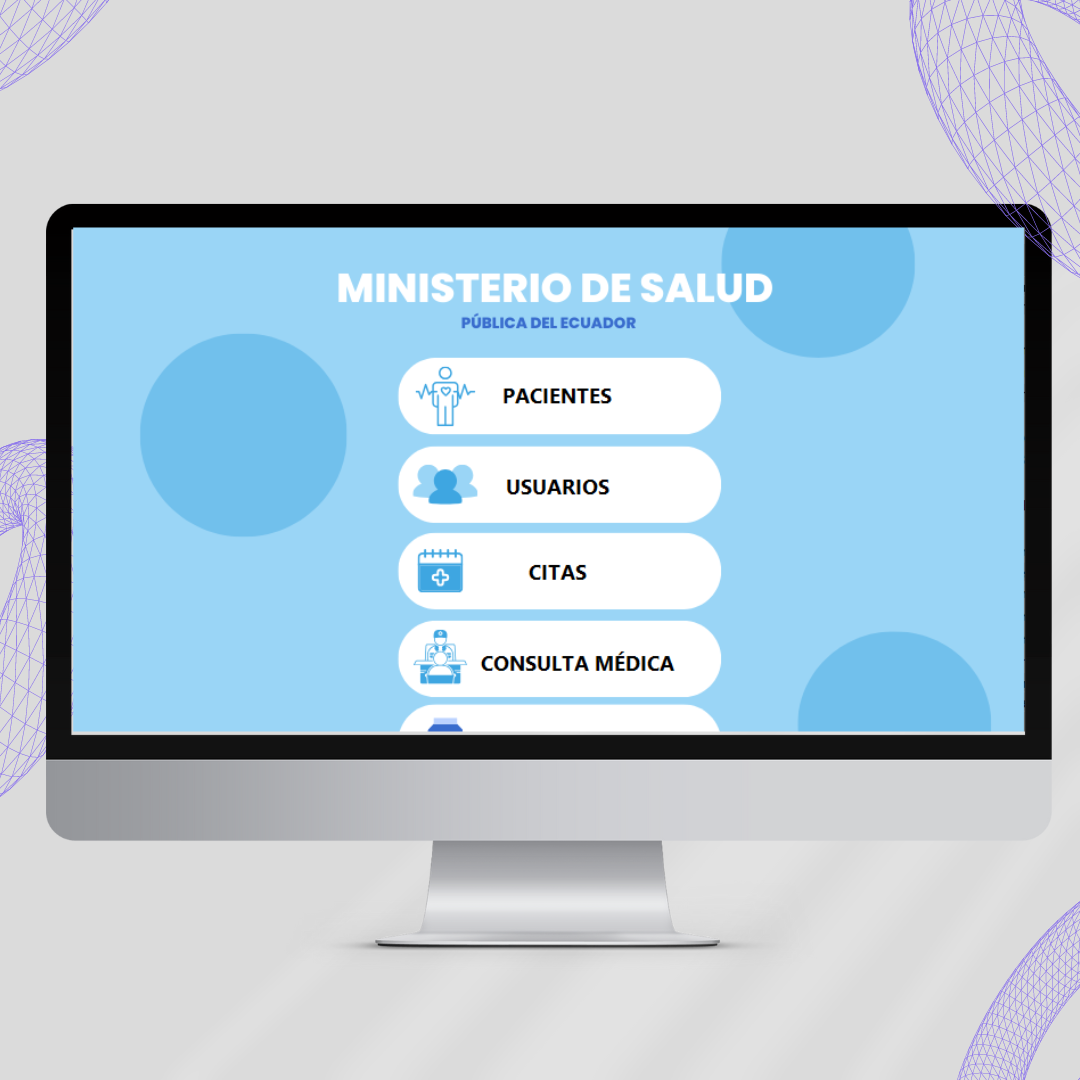 MINISTERIO DE SALUD
PÚBLICA DEL ECUADOR
PACIENTES
USUARIOS
CITAS
CONSULTA MÉDICA